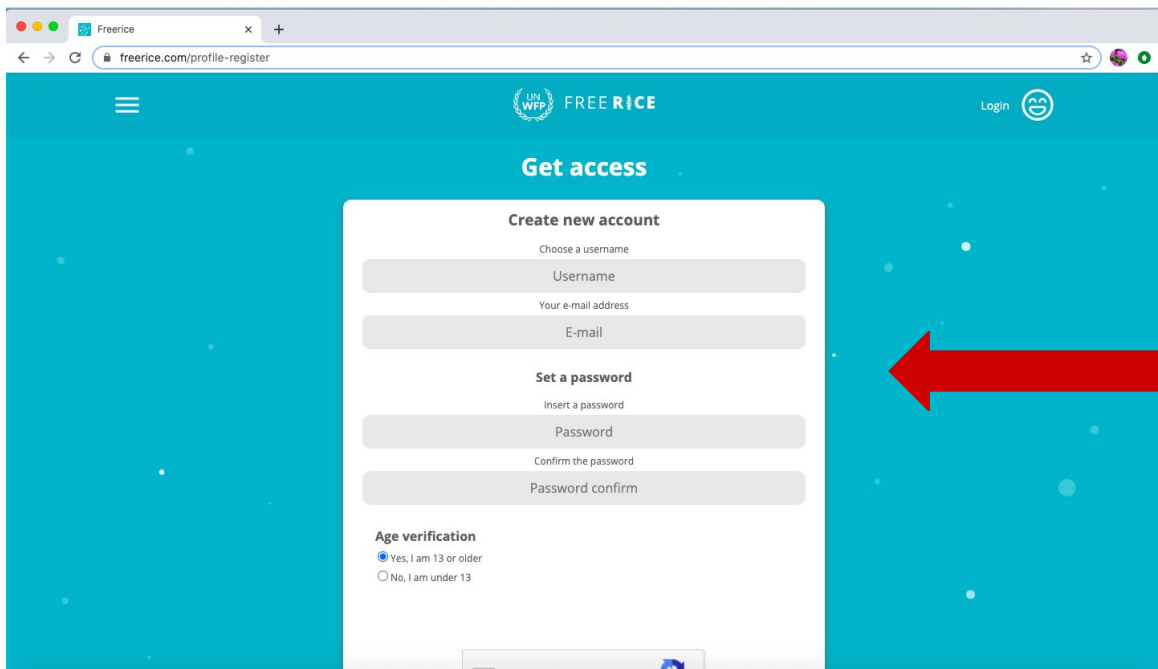 Freerice
freerice.com/profile-register
UN
WFP
FREE RICE
Login
Get access
Create new account
Choose a username
Username
Your e-mail address
E-mail
Set a password
Insert a password
Password
Confirm the password
Password confirm
Age verification
Yes, I am 13 or older
No, I am under 13